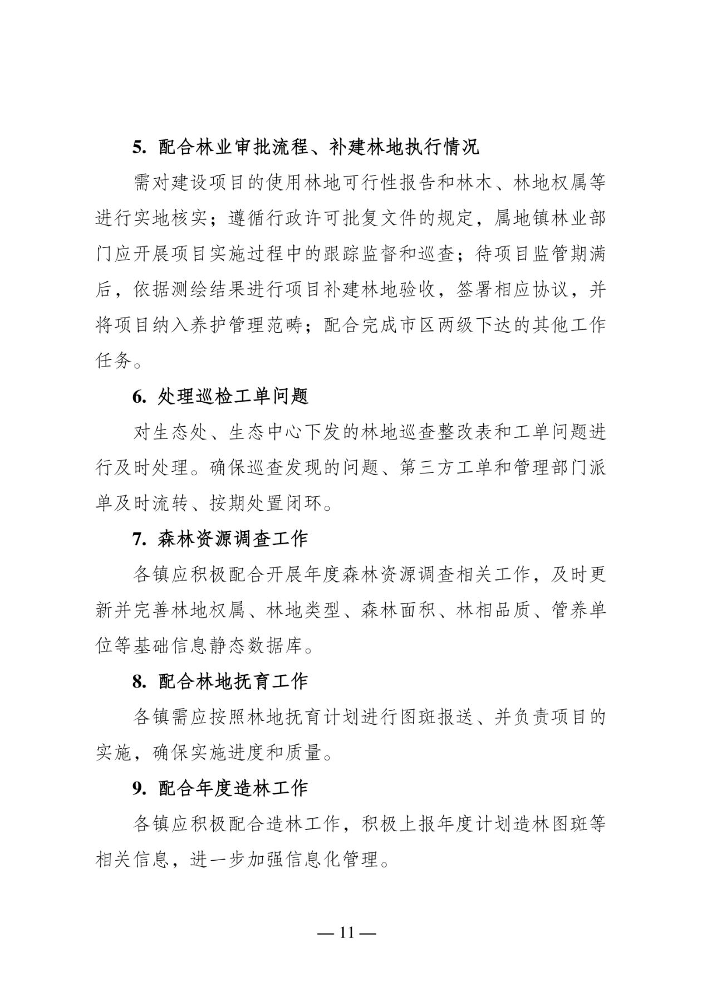 5. 配合林业审批流程、补建林地执行情况
需对建设项目的使用林地可行性报告和林木、林地权属等
进行实地核实；遵循行政许可批复文件的规定，属地镇林业部
门应开展项目实施过程中的跟踪监督和巡查；待项目监管期满
后，依据测绘结果进行项目补建林地验收，签署相应协议，并
将项目纳入养护管理范畴；配合完成市区两级下达的其他工作
任务。
6. 处理巡检工单问题
对生态处、生态中心下发的林地巡查整改表和工单问题进
行及时处理。确保巡查发现的问题、第三方工单和管理部门派
单及时流转、按期处置闭环。
7. 森林资源调查工作
各镇应积极配合开展年度森林资源调查相关工作，及时更
新并完善林地权属、林地类型、森林面积、林相品质、管养单
位等基础信息静态数据库。
8. 配合林地抚育工作
各镇需应按照林地抚育计划进行图斑报送、并负责项目的
实施，确保实施进度和质量。
9. 配合年度造林工作
各镇应积极配合造林工作，积极上报年度计划造林图斑等
相关信息，进一步加强信息化管理。
— 11 —